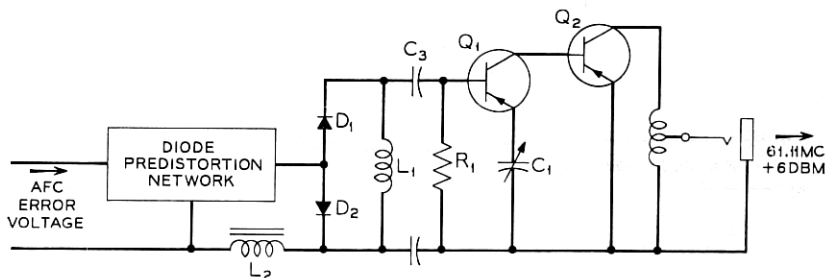 Q1
Q2
C3
D1
DIODE
PREDISTORTION
NETWORK
L1
R1
C1
61.11MC
+6DBM
AFC
ERROR
VOLTAGE
D2
L2